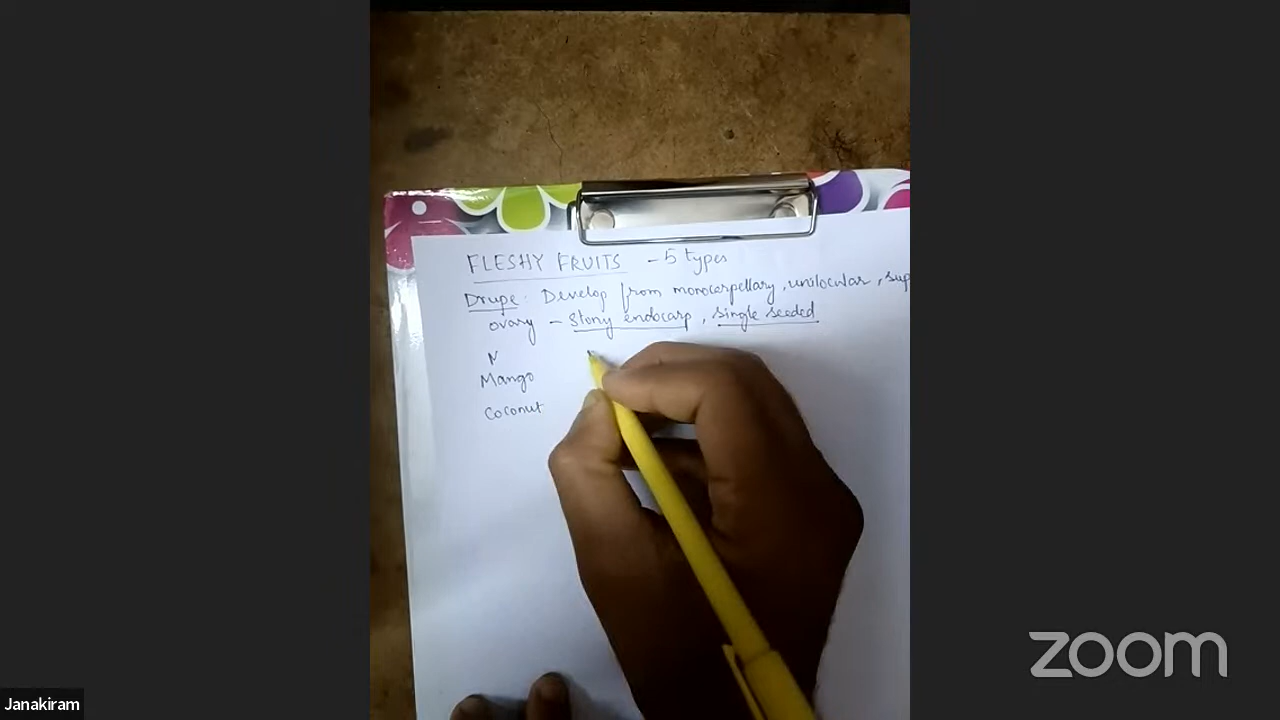 FLESHY FRUITS - 5 types
Drupe: Develop from monocarpellary, unilocular, sup
ovary - Stony endocarp, single seeded
N
Mango
Coconut
zoom
Janakiram